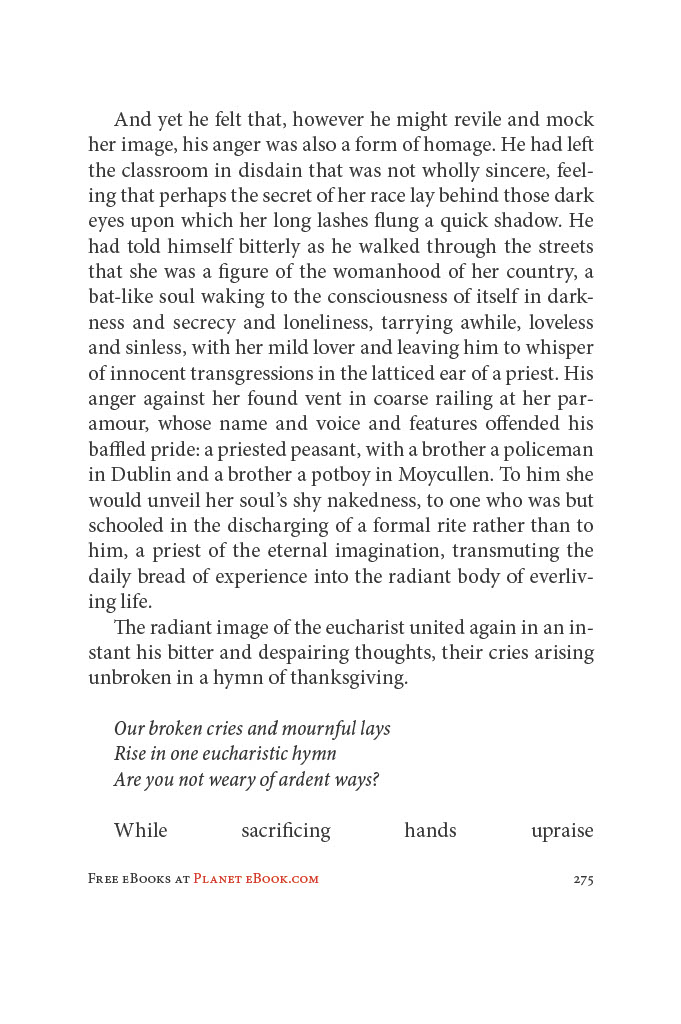 And yet he felt that, however he might revile and mock
her image, his anger was also a form of homage. He had left
the classroom in disdain that was not wholly sincere, feel-
ing that perhaps the secret of her race lay behind those dark
eyes upon which her long lashes flung a quick shadow. He
had told himself bitterly as he walked through the streets
that she was a figure of the womanhood of her country, a
bat-like soul waking to the consciousness of itself in dark-
ness and secrecy and loneliness, tarrying awhile, loveless
and sinless, with her mild lover and leaving him to whisper
of innocent transgressions in the latticed ear of a priest. His
anger against her found vent in coarse railing at her par-
amour, whose name and voice and features offended his
baffled pride: a priested peasant, with a brother a policeman
in Dublin and a brother a potboy in Moycullen. To him she
would unveil her soul’s shy nakedness, to one who was but
schooled in the discharging of a formal rite rather than to
him, a priest of the eternal imagination, transmuting the
daily bread of experience into the radiant body of everliv-
ing life.
The radiant image of the eucharist united again in an in-
stant his bitter and despairing thoughts, their cries arising
unbroken in a hymn of thanksgiving.
Our broken cries and mournful lays
Rise in one eucharistic hymn
Are you not weary of ardent ways?
While sacrificing hands upraise
Free eBooks at Planet eBook.com 275